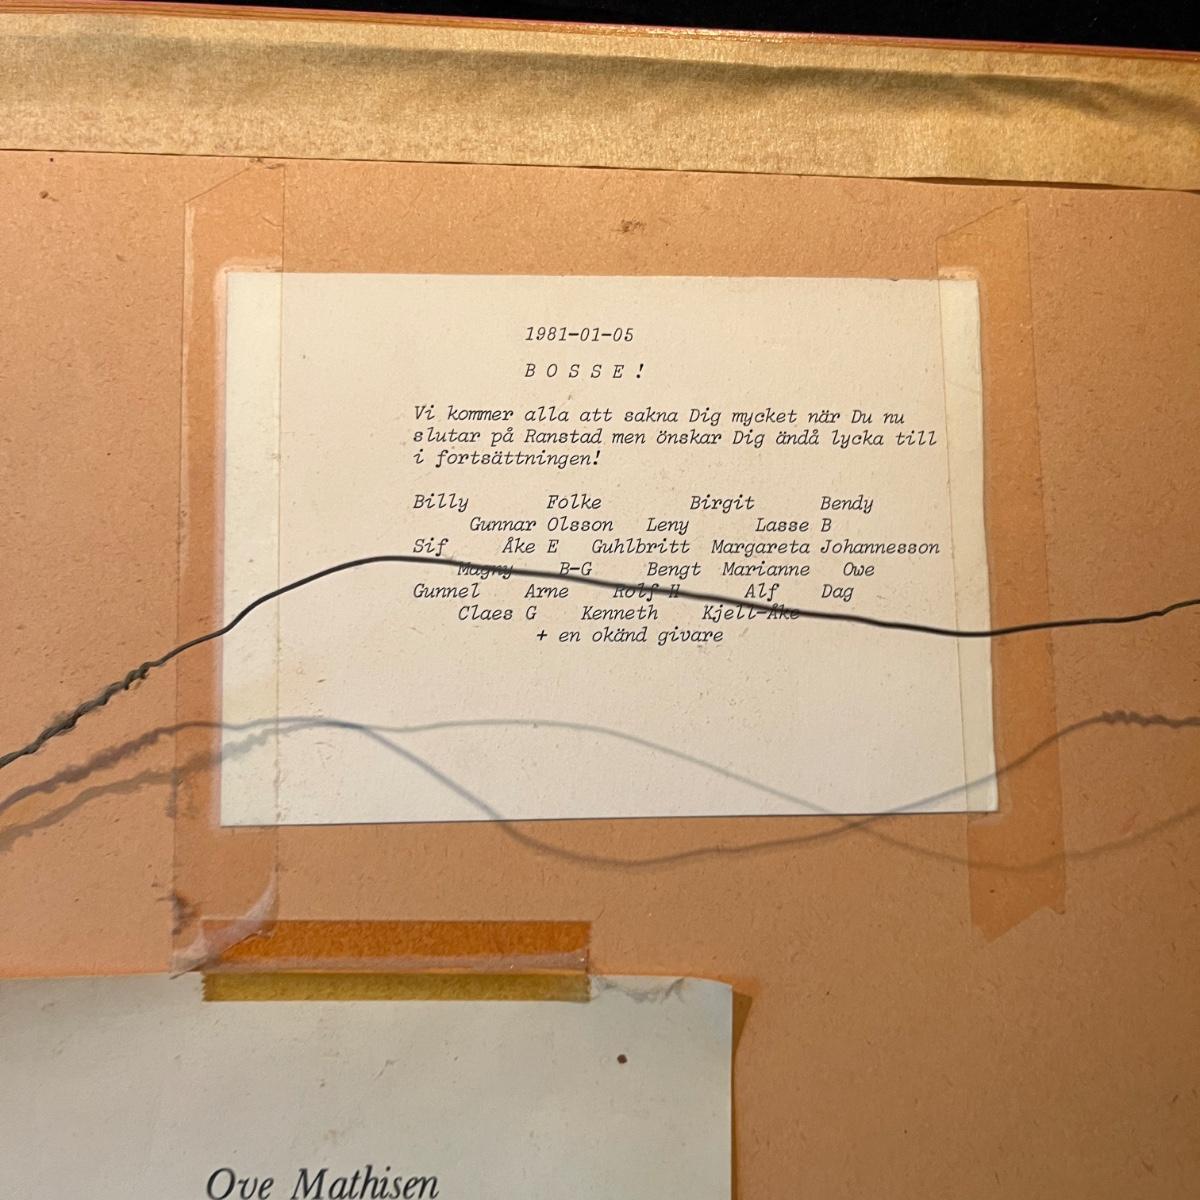 1981-01-05
B O S S E !
Vi kommer alla att sakna Dig mycket när Du nu
slutar på Ranstad men önskar Dig ändå lycka till
i fortsättningen!
Billy Folke Birgit Bendy
Gunnar Olsson Leny Lasse B
Sif Åke E Guhlbritt Margareta Johannesson
Magny B-G Bengt Marianne Owe
Gunnel Arne Rolf H Alf Dag
Claes G Kenneth Kjell-Åke
+ en okänd givare
Ove Mathisen